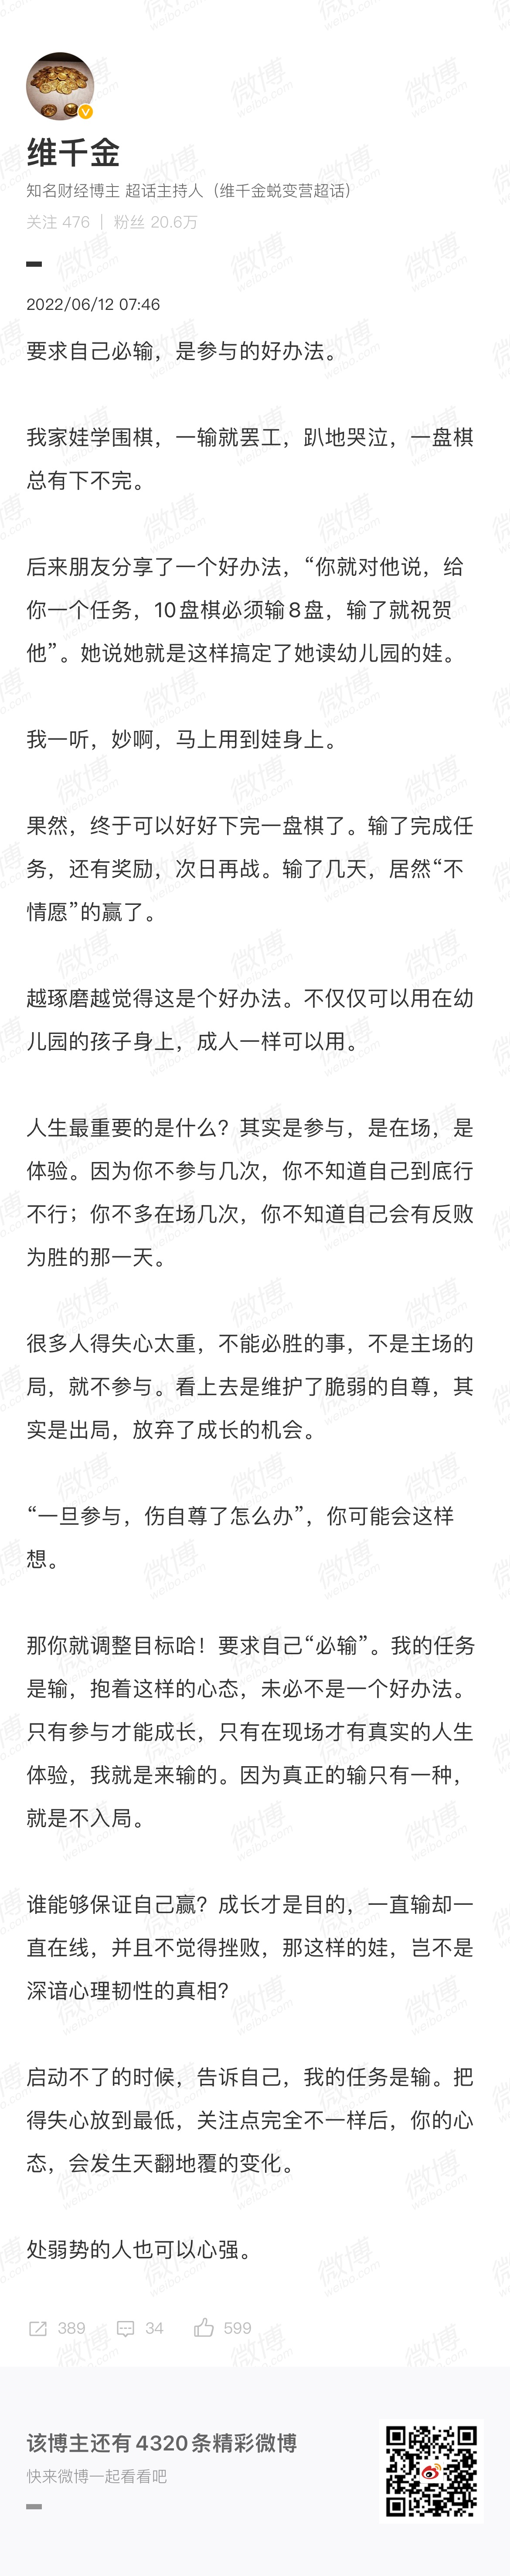 维千金
知名财经博主 超话主持人（维千金蜕变营超话）
关注 476 | 粉丝 20.6万
2022/06/12 07:46
要求自己必输，是参与的好办法。
我家娃学围棋，一输就罢工，趴地哭泣，一盘棋
总有下不完。
后来朋友分享了一个好办法，“你就对他说，给
你一个任务，10盘棋必须输8盘，输了就祝贺
他”。她说她就是这样搞定了她读幼儿园的娃。
我一听，妙啊，马上用到娃身上。
果然，终于可以好好下完一盘棋了。输了完成任
务，还有奖励，次日再战。输了几天，居然“不
情愿”的赢了。
越琢磨越觉得这是个好办法。不仅仅可以用在幼
儿园的孩子身上，成人一样可以用。
人生最重要的是什么？其实是参与，是在场，是
体验。因为你不参与几次，你不知道自己到底行
不行；你不多在场几次，你不知道自己会有反败
为胜的那一天。
很多人得失心太重，不能必胜的事，不是主场的
局，就不参与。看上去是维护了脆弱的自尊，其
实是出局，放弃了成长的机会。
“一旦参与，伤自尊了怎么办”，你可能会这样
想。
那你就调整目标哈！要求自己“必输”。我的任务
是输，抱着这样的心态，未必不是一个好办法。
只有参与才能成长，只有在现场才有真实的人生
体验，我就是来输的。因为真正的输只有一种，
就是不入局。
谁能够保证自己赢？成长才是目的，一直输却一
直在线，并且不觉得挫败，那这样的娃，岂不是
深谙心理韧性的真相？
启动不了的时候，告诉自己，我的任务是输。把
得失心放到最低，关注点完全不一样后，你的心
态，会发生天翻地覆的变化。
处弱势的人也可以心强。
389 34 599
该博主还有4320条精彩微博
快来微博一起看看吧
微博
weibo.com